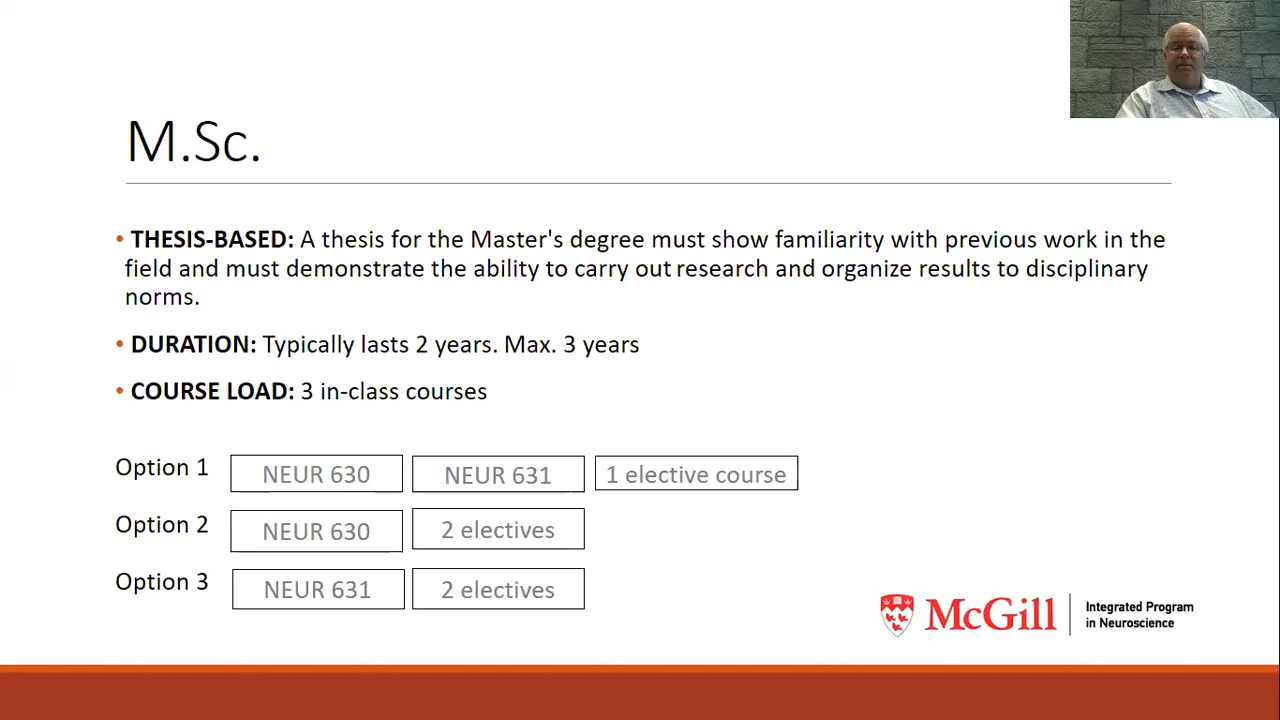 M.Sc.
• THESIS-BASED: A thesis for the Master's degree must show familiarity with previous work in the
field and must demonstrate the ability to carry out research and organize results to disciplinary
norms.
• DURATION: Typically lasts 2 years. Max. 3 years
• COURSE LOAD: 3 in-class courses
Option 1 NEUR 630 NEUR 631 1 elective course
Option 2 NEUR 630 2 electives
Option 3 NEUR 631 2 electives
McGill
Integrated Program
in Neuroscience